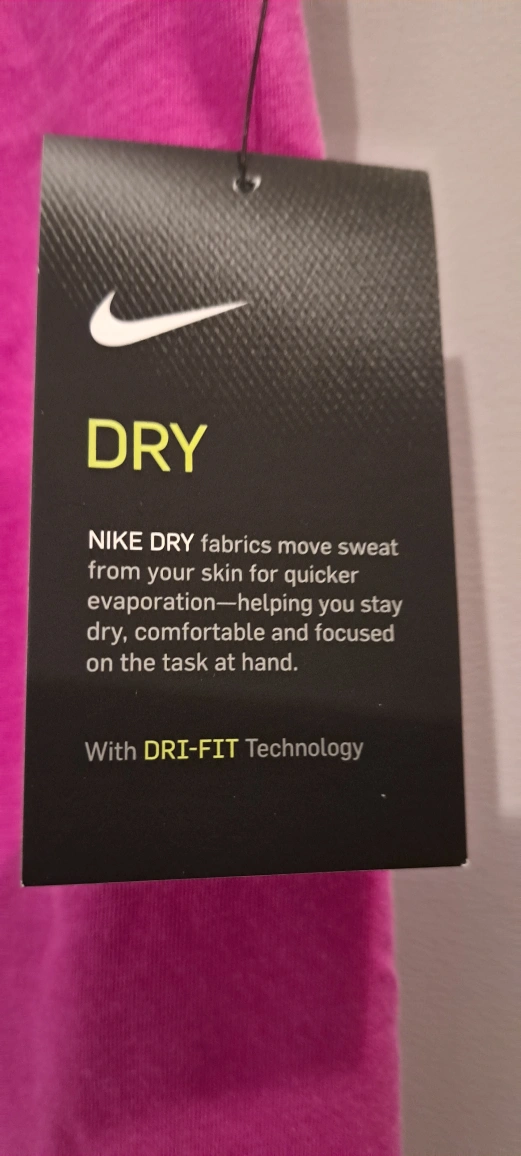 DRY
NIKE DRY fabrics move sweat
from your skin for quicker
evaporation—helping you stay
dry, comfortable and focused
on the task at hand.
With DRI-FIT Technology